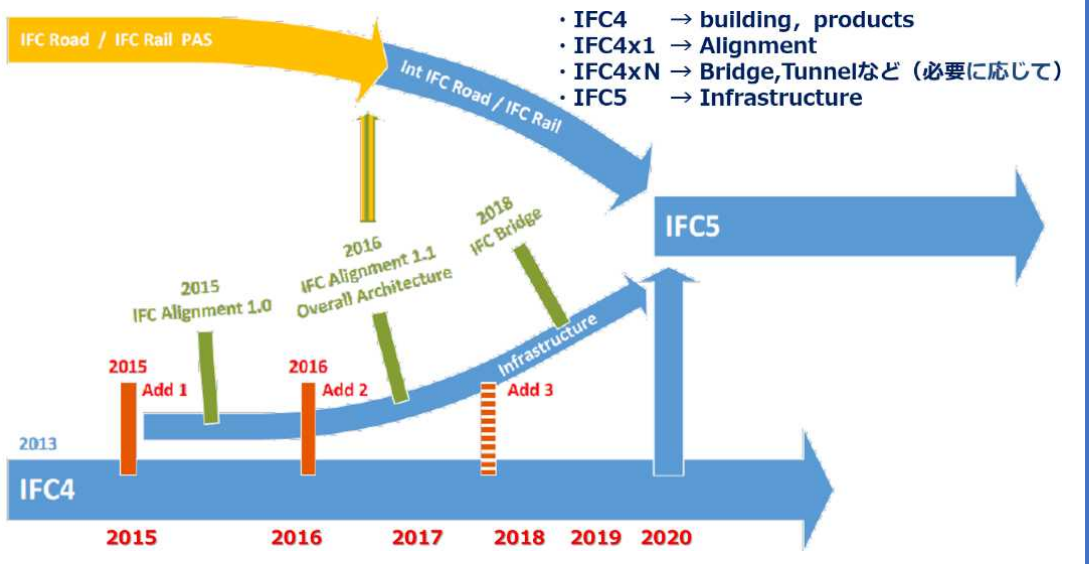 ・IFC4 → building, products
・IFC4x1 → Alignment
・IFC4xN → Bridge,Tunnelなど（必要に応じて）
・IFC5 → Infrastructure
IFC Road / IFC Rail PAS
Int IFC Road / IFC Rail
IFC5
2018
IFC Bridge
2016
IFC Alignment 1.1
Overall Architecture
2015
IFC Alignment 1.0
Infrastructure
2015
Add 1
2016
Add 2
Add 3
2013
IFC4
2015
2016
2017
2018
2019
2020